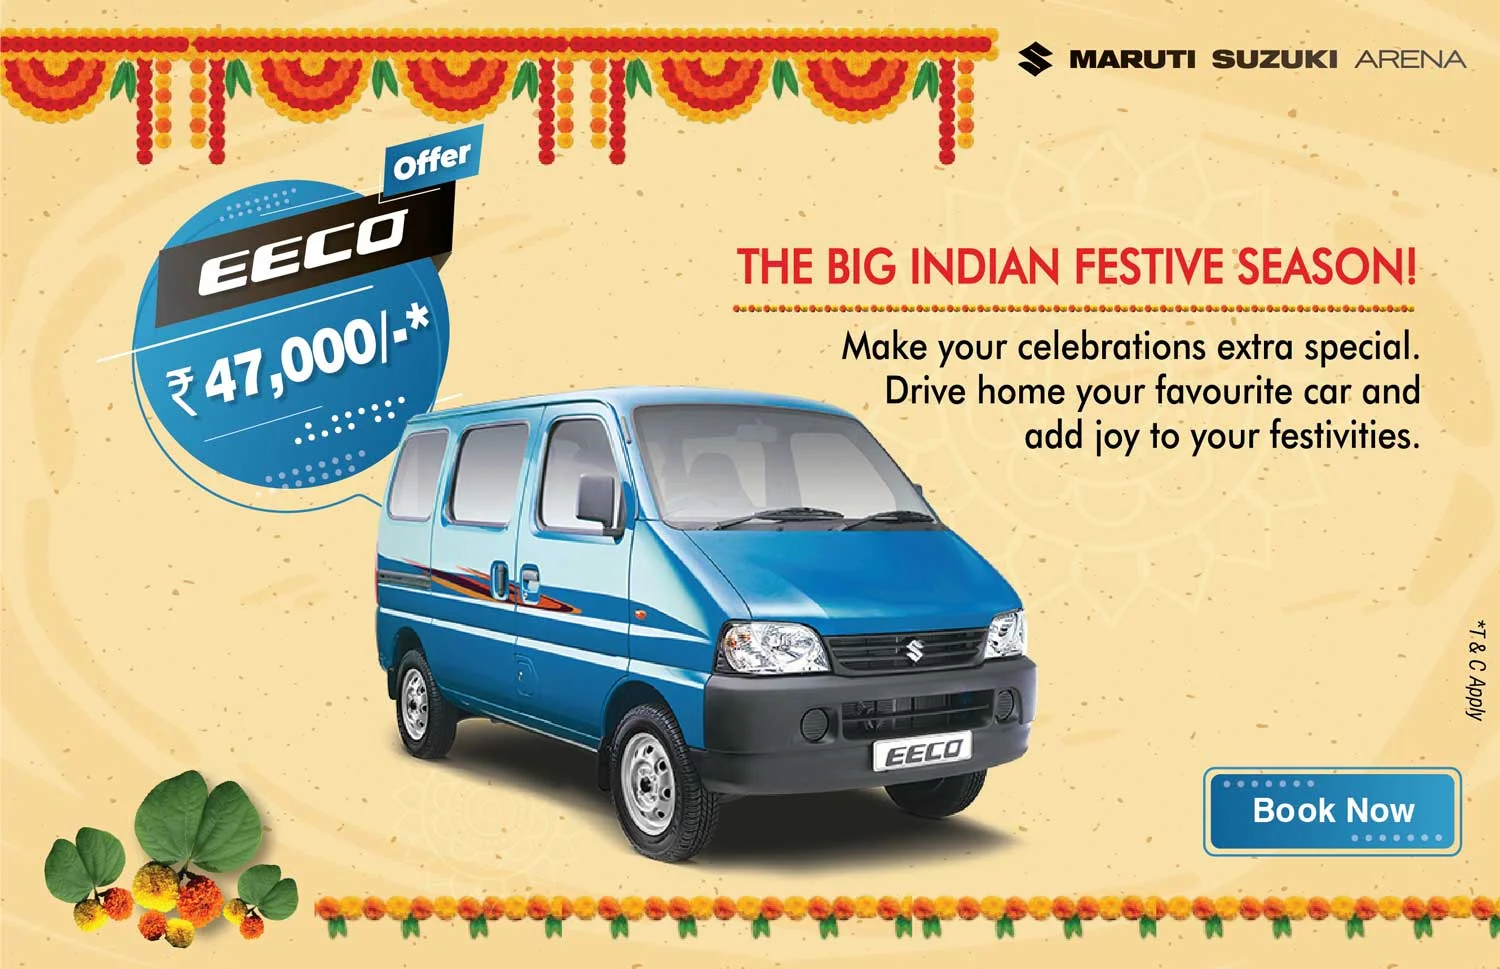 MARUTI SUZUKI ARENA
Offer
EECO
₹ 47,000/-*
THE BIG INDIAN FESTIVE SEASON!
Make your celebrations extra special.
Drive home your favourite car and
add joy to your festivities.
EECO
*T & C Apply
Book Now